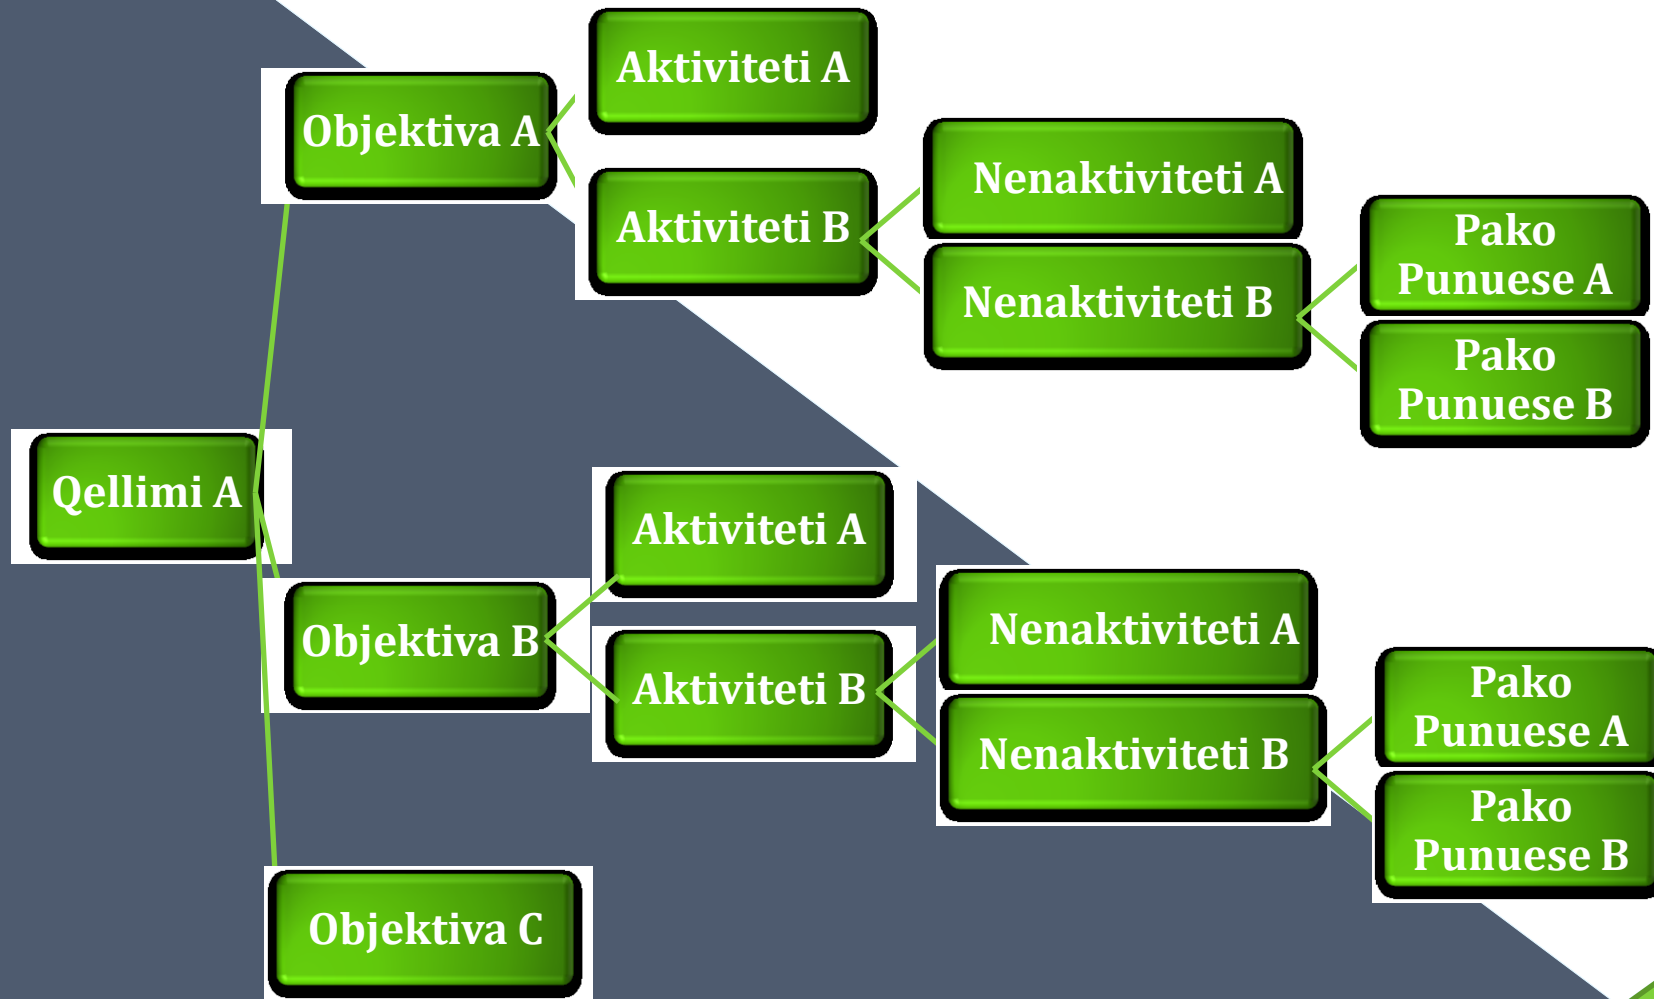 Aktiviteti A
Objektiva A
Aktiviteti B
Nenaktiviteti A
Nenaktiviteti B
Pako
Punuese A
Pako
Punuese B
Qellimi A
Aktiviteti A
Objektiva B
Aktiviteti B
Nenaktiviteti A
Nenaktiviteti B
Pako
Punuese A
Pako
Punuese B
Objektiva C